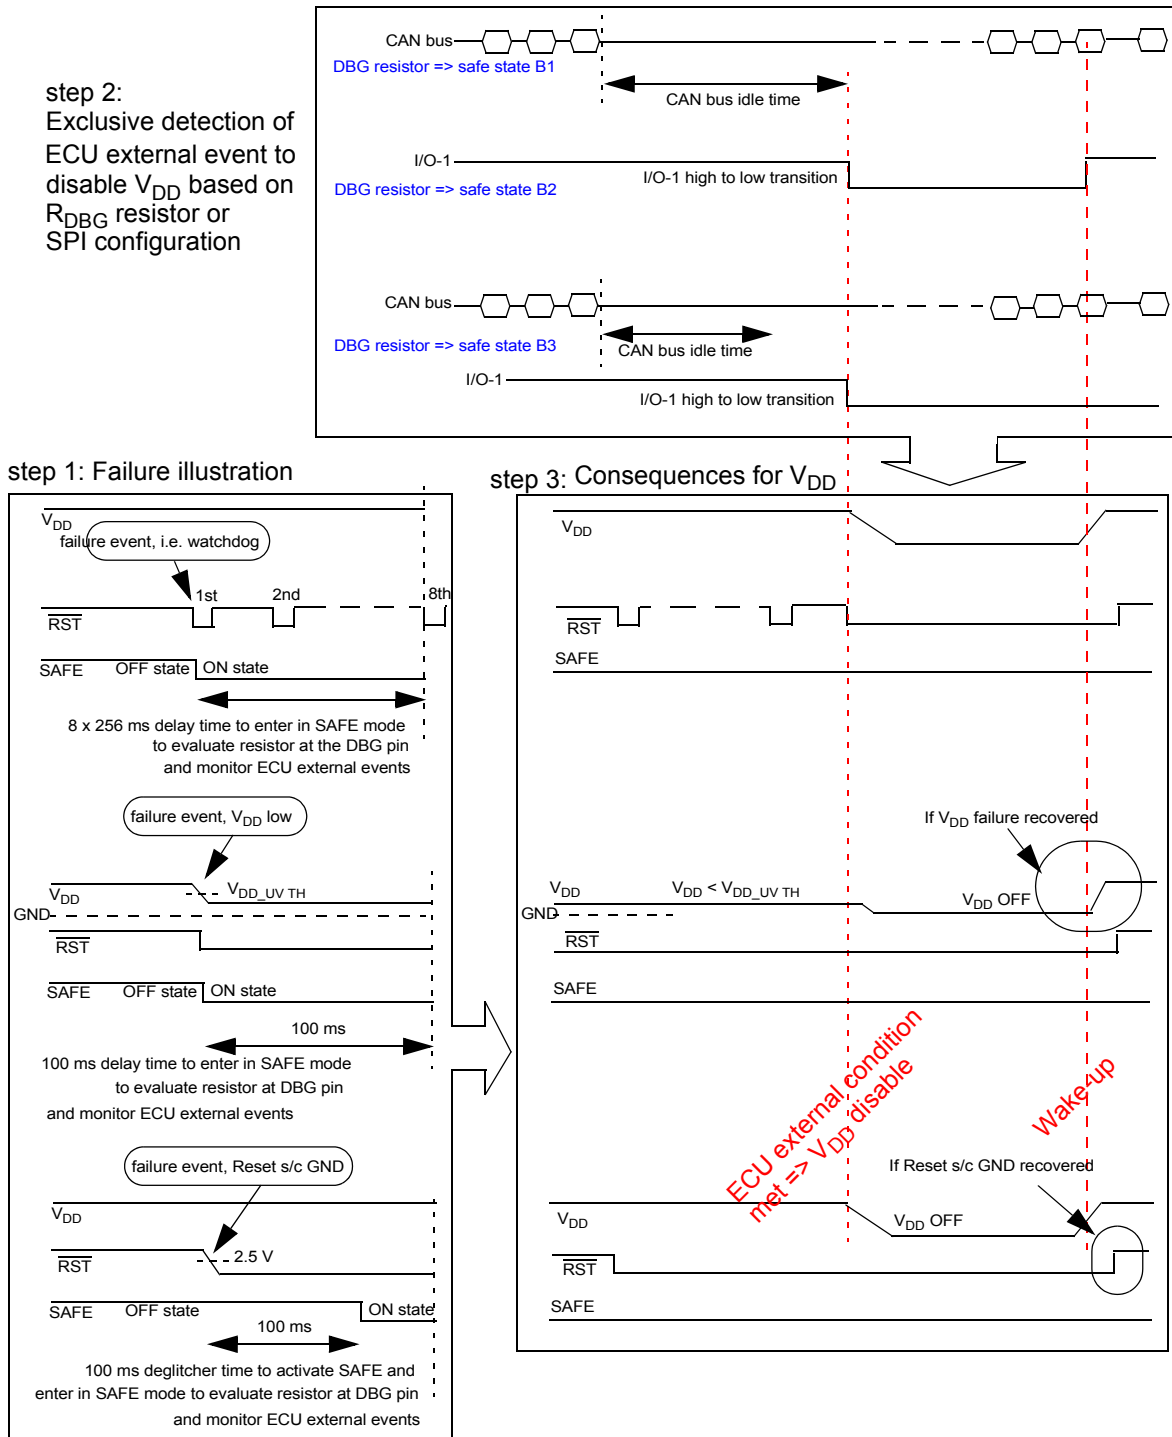 step 2:
Exclusive detection of
ECU external event to
disable VDD based on
RDBG resistor or
SPI configuration
CAN bus
DBG resistor => safe state B1
CAN bus idle time
I/O-1
I/O-1 high to low transition
DBG resistor => safe state B2
CAN bus
DBG resistor => safe state B3
CAN bus idle time
I/O-1
I/O-1 high to low transition
step 1: Failure illustration
VDD
failure event, i.e. watchdog
1st
2nd
8th
RST
SAFE
OFF state
ON state
8 x 256 ms delay time to enter in SAFE mode
to evaluate resistor at the DBG pin
and monitor ECU external events
failure event, VDD low
VDD
VDD_UV TH
GND
RST
SAFE
OFF state
ON state
100 ms
100 ms delay time to enter in SAFE mode
to evaluate resistor at DBG pin
and monitor ECU external events
failure event, Reset s/c GND
VDD
RST
2.5 V
SAFE
OFF state
ON state
100 ms
100 ms deglitcher time to activate SAFE and
enter in SAFE mode to evaluate resistor at DBG pin
and monitor ECU external events
step 3: Consequences for VDD
VDD
RST
SAFE
If VDD failure recovered
VDD
VDD < VDD_UV TH
VDD OFF
GND
RST
SAFE
ECU external condition
met => VDD disable
Wake-up
If Reset s/c GND recovered
VDD
VDD OFF
RST
SAFE